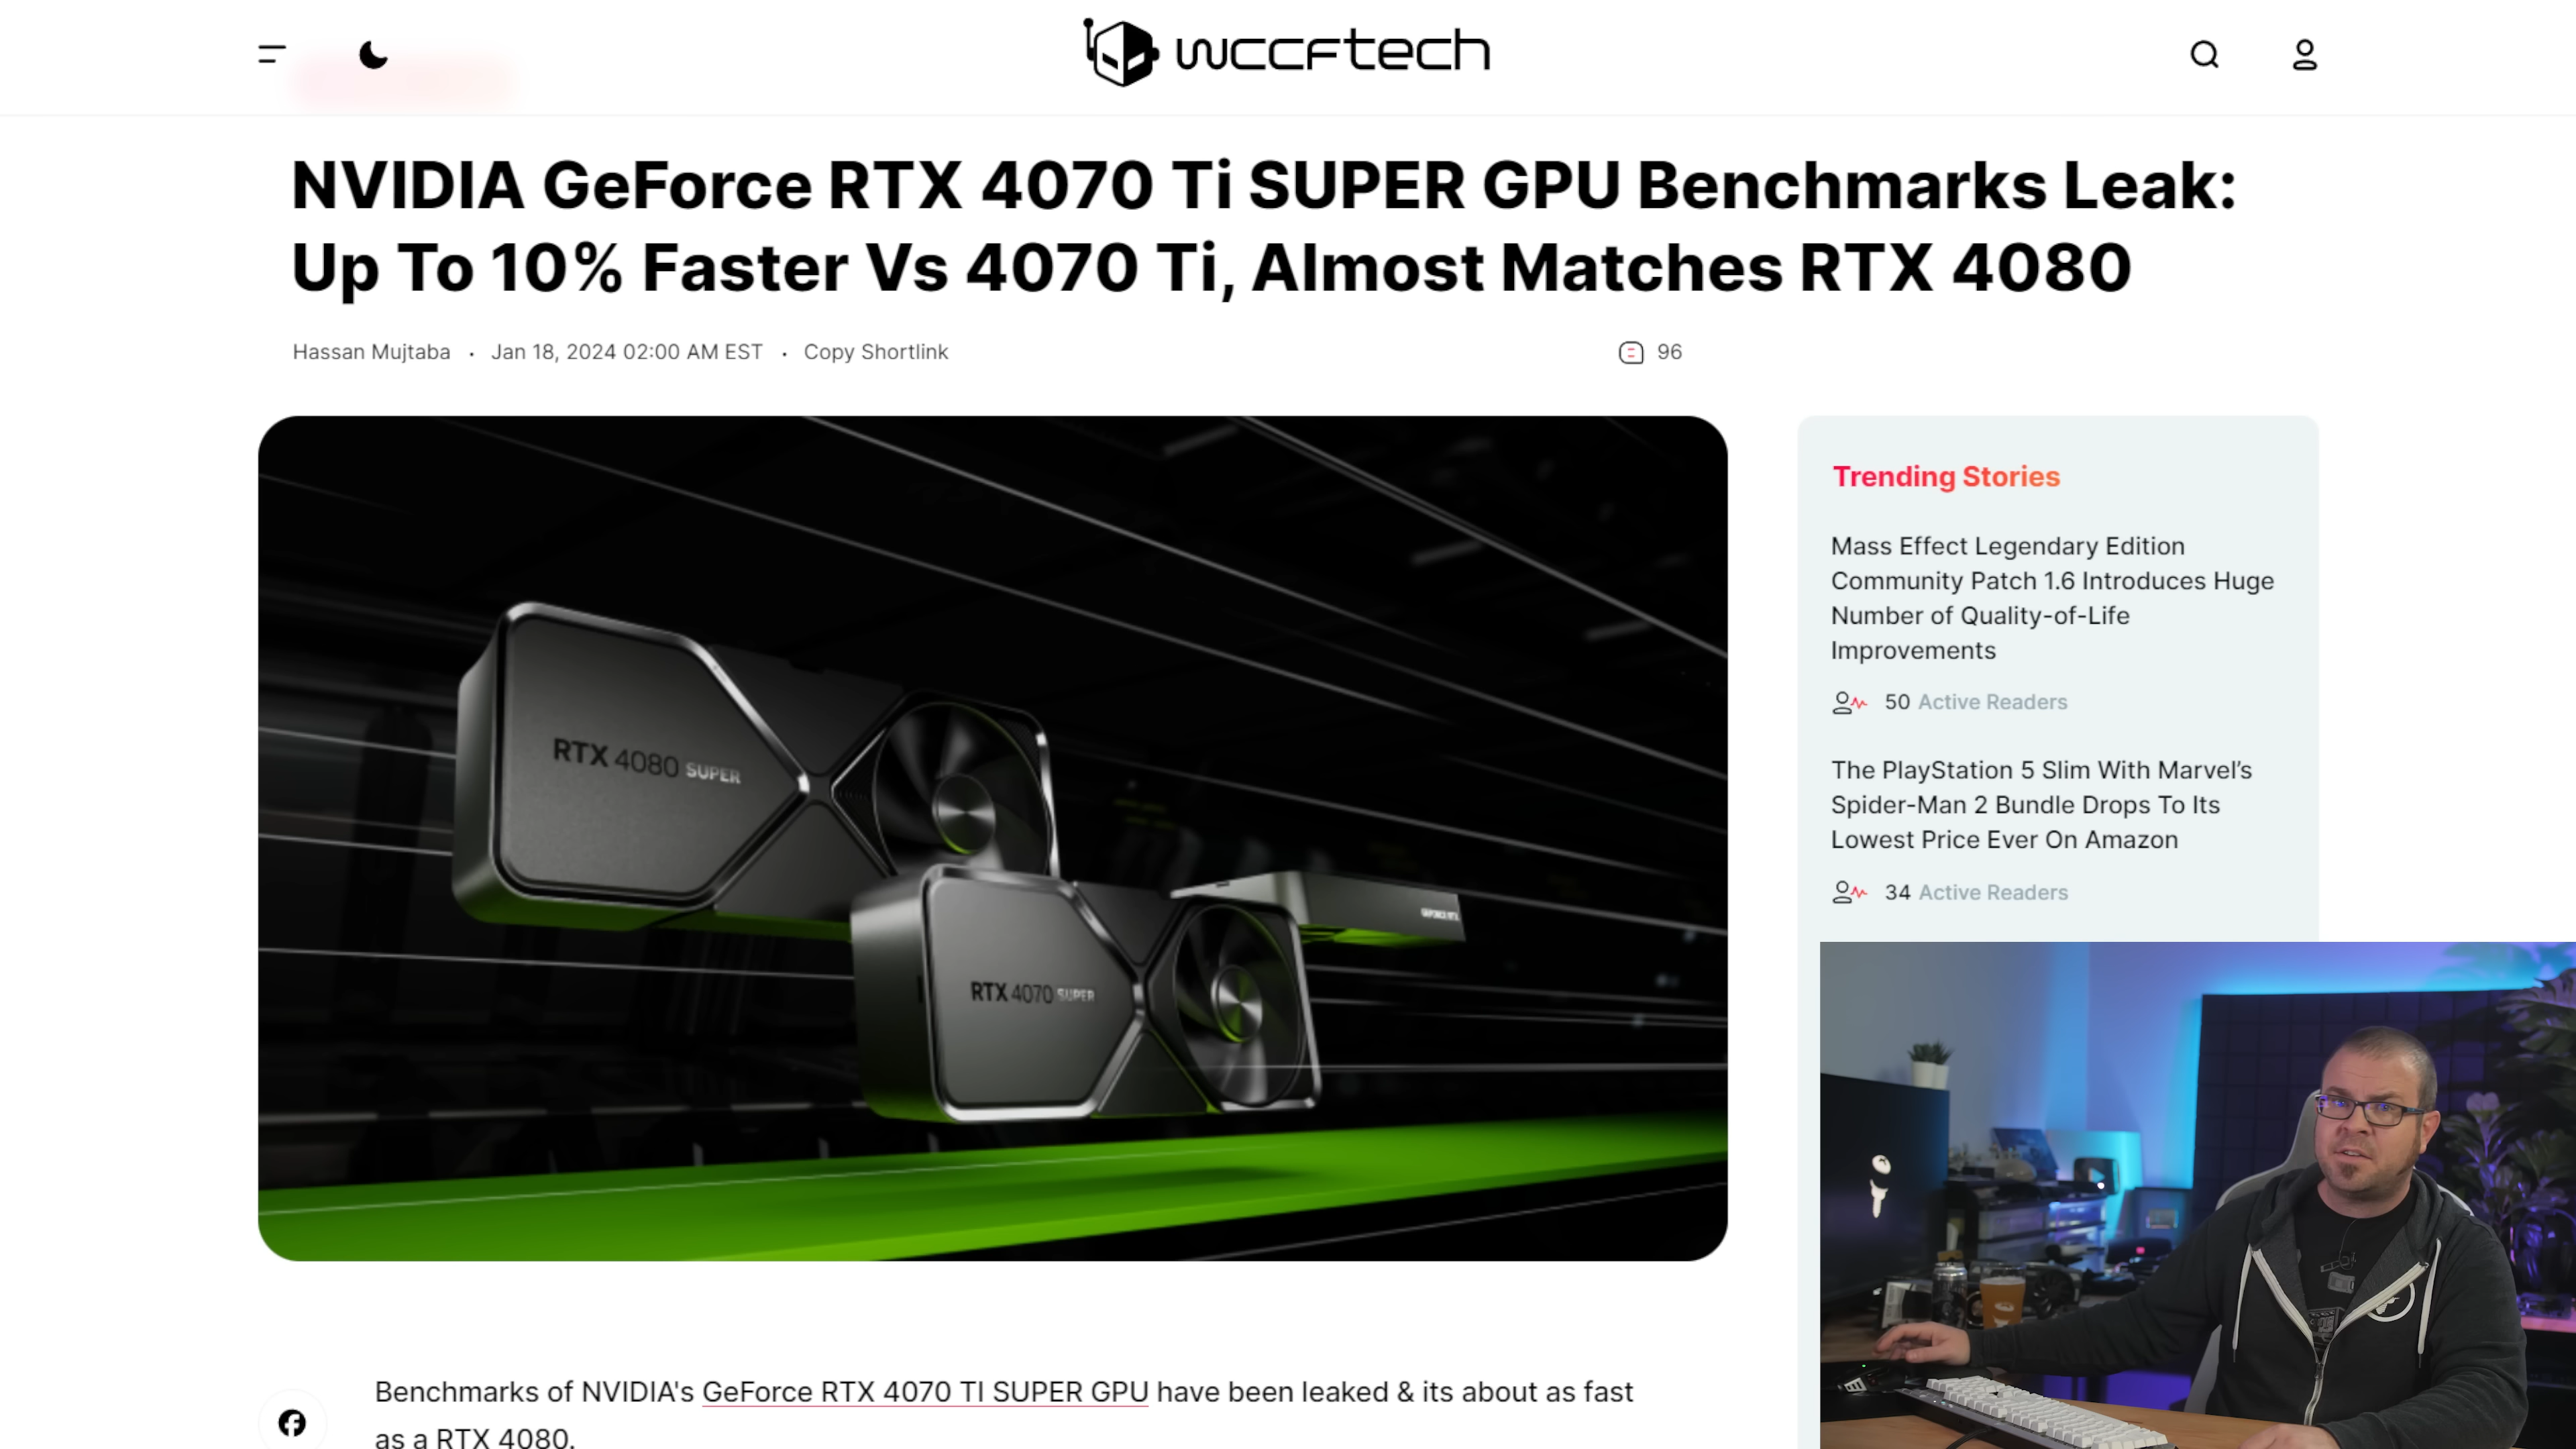 wccftech
NVIDIA GeForce RTX 4070 Ti SUPER GPU Benchmarks Leak:
Up To 10% Faster Vs 4070 Ti, Almost Matches RTX 4080
Hassan Mujtaba • Jan 18, 2024 02:00 AM EST • Copy Shortlink
96
RTX 4080 SUPER
GEFORCE RTX
RTX 4070 SUPER
Trending Stories
Mass Effect Legendary Edition
Community Patch 1.6 Introduces Huge
Number of Quality-of-Life
Improvements
50 Active Readers
The PlayStation 5 Slim With Marvel’s
Spider-Man 2 Bundle Drops To Its
Lowest Price Ever On Amazon
34 Active Readers
Benchmarks of NVIDIA's GeForce RTX 4070 TI SUPER GPU have been leaked & its about as fast
as a RTX 4080.